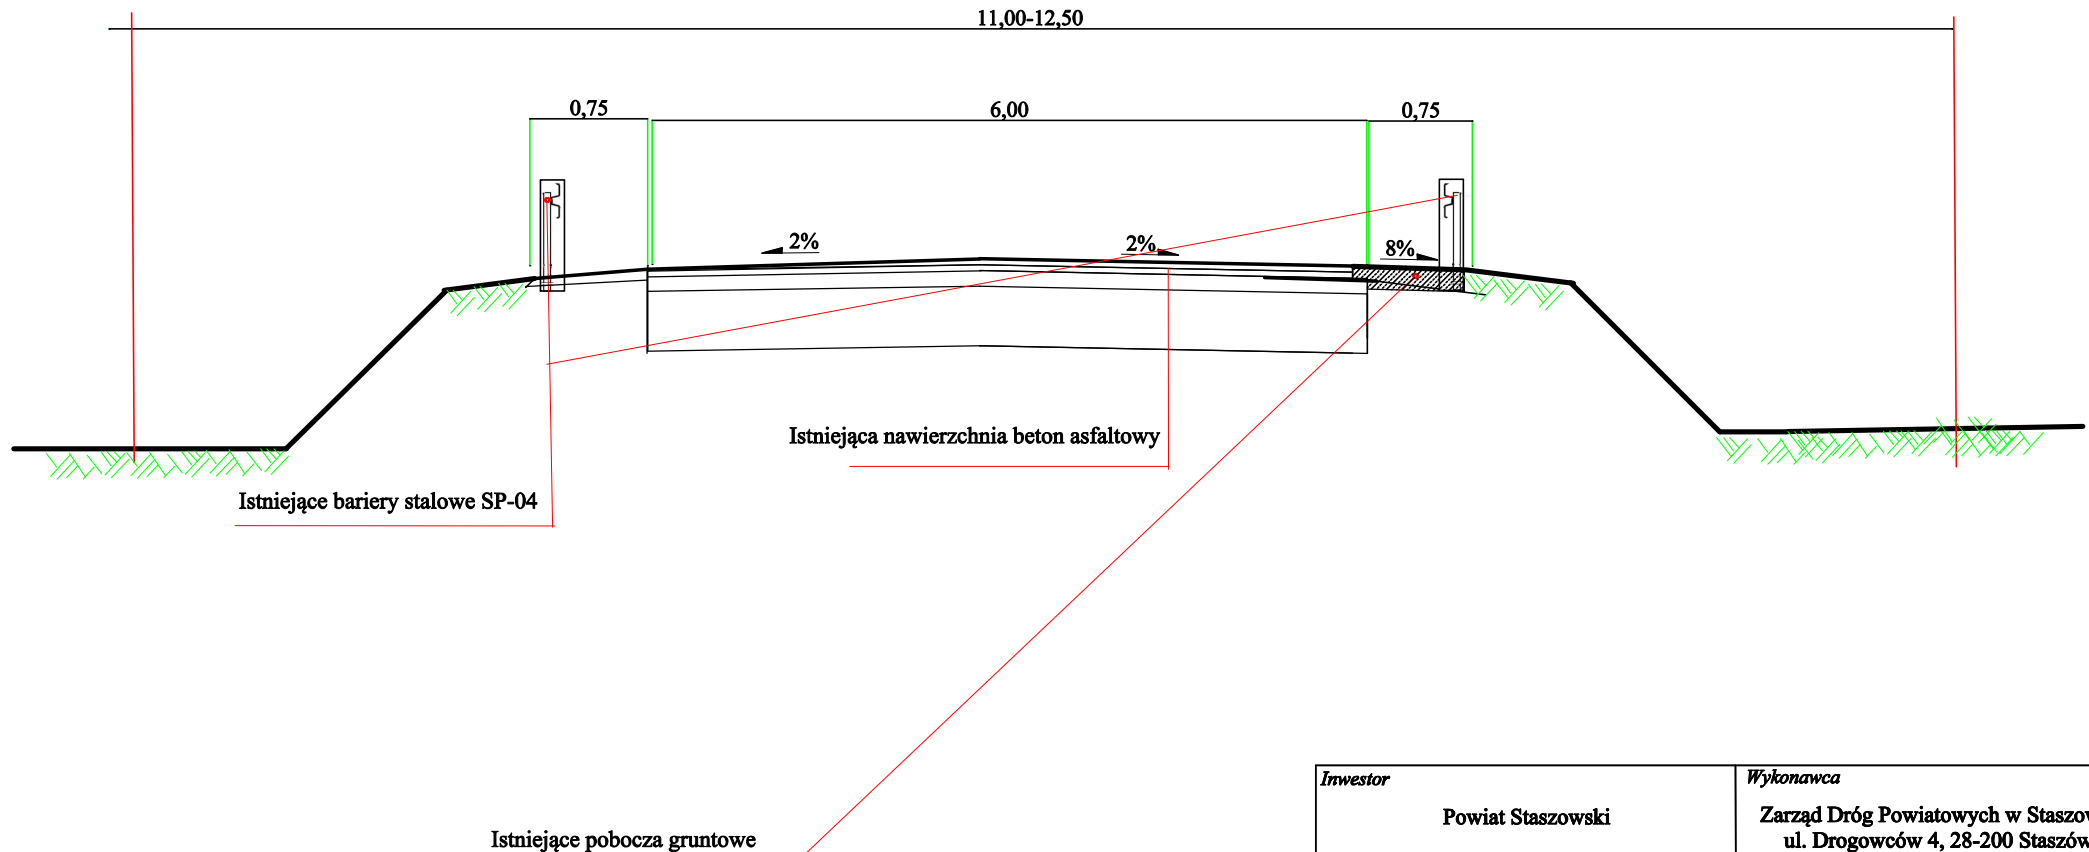 11,00-12,50
0,75
6,00
0,75
2%
2%
8%
Istniejąca nawierzchnia beton asfaltowy
Istniejące bariery stalowe SP-04
Istniejące pobocza gruntowe
Inwestor
Powiat Staszowski
Wykonawca
Zarząd Dróg Powiatowych w
ul. Drogowców 4, 28-200 Staszów